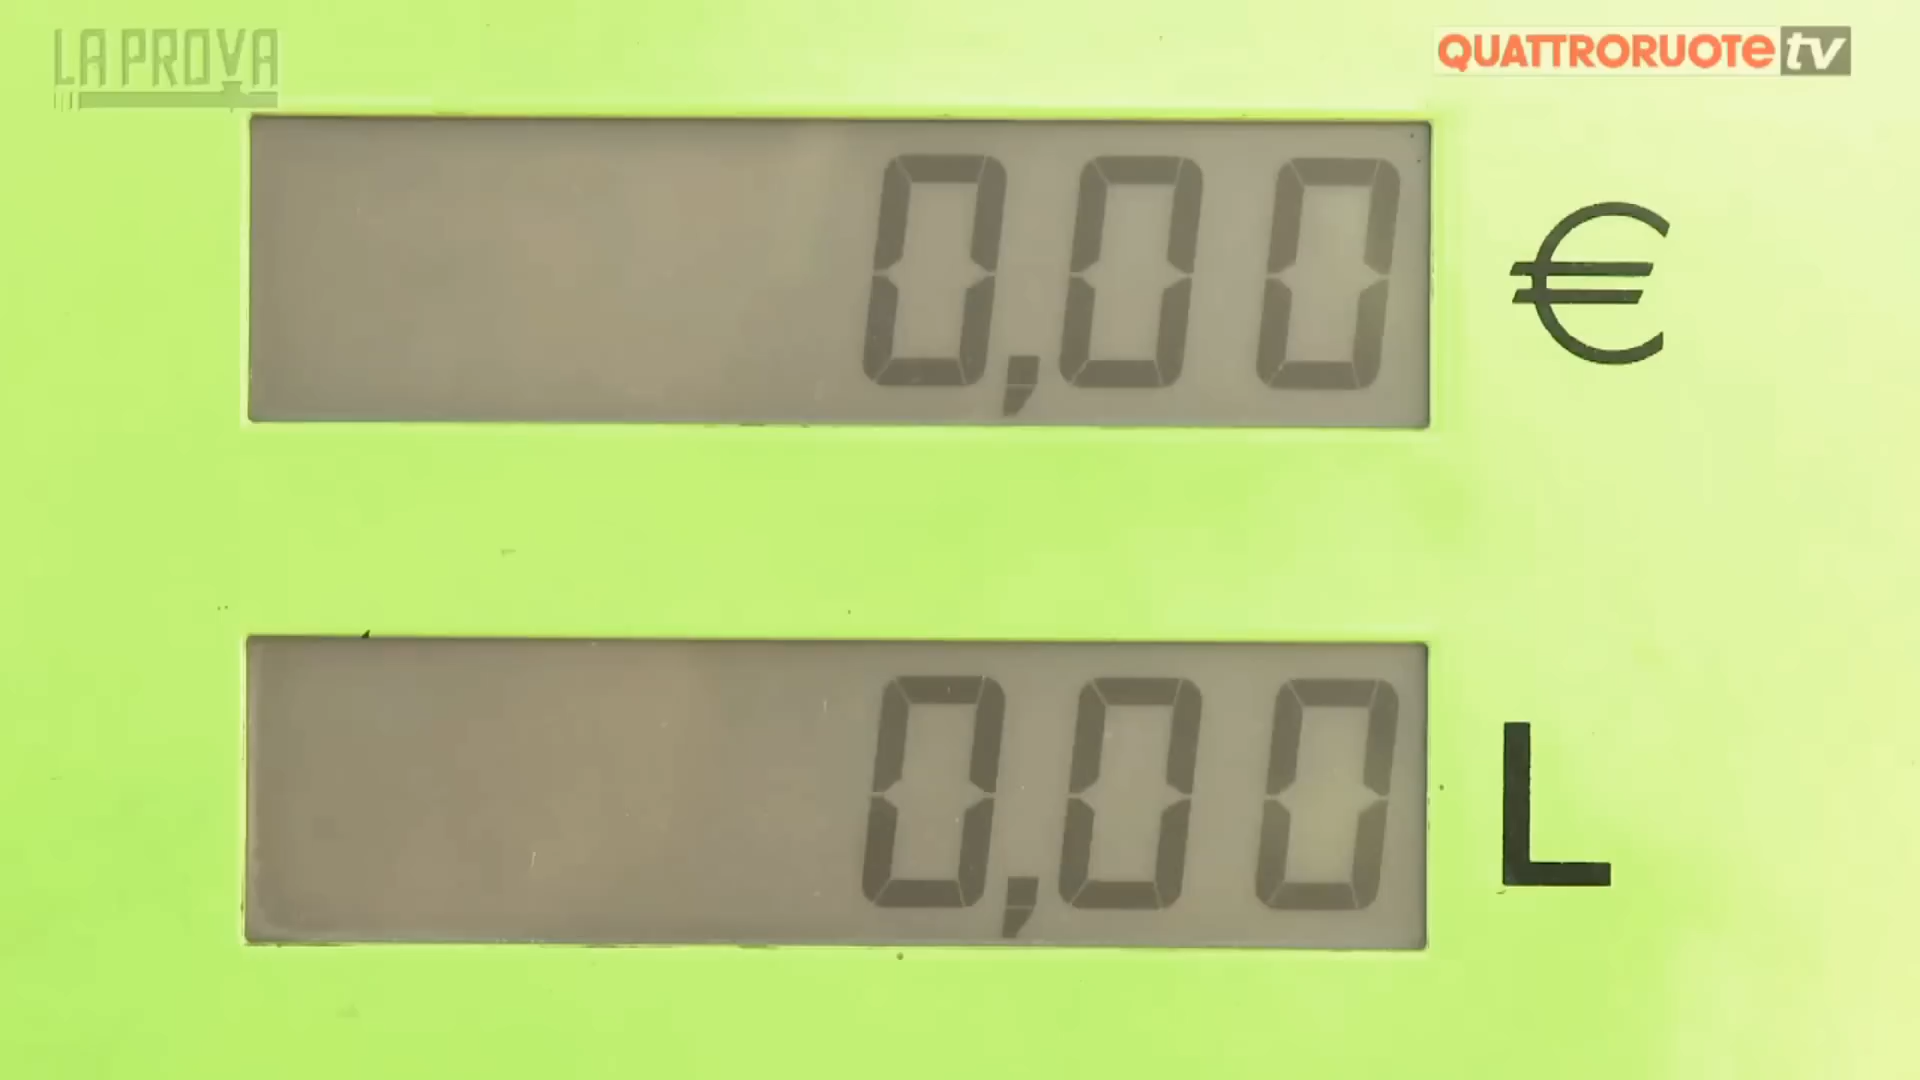 LA PROVA
QUATTRORUOTE tv
0,00 €
0,00 L